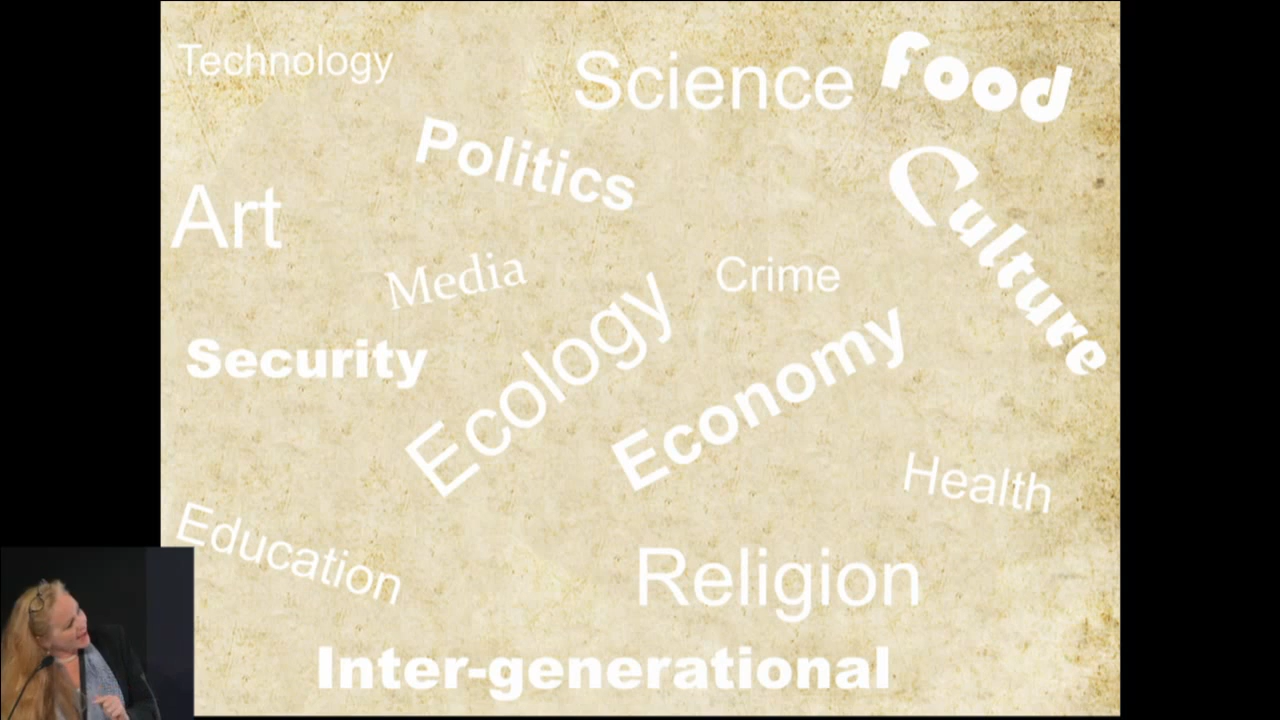 Technology
Science
food
Politics
Culture
Art
Media
Crime
Security
Ecology
Economy
Health
Education
Religion
Inter-generational